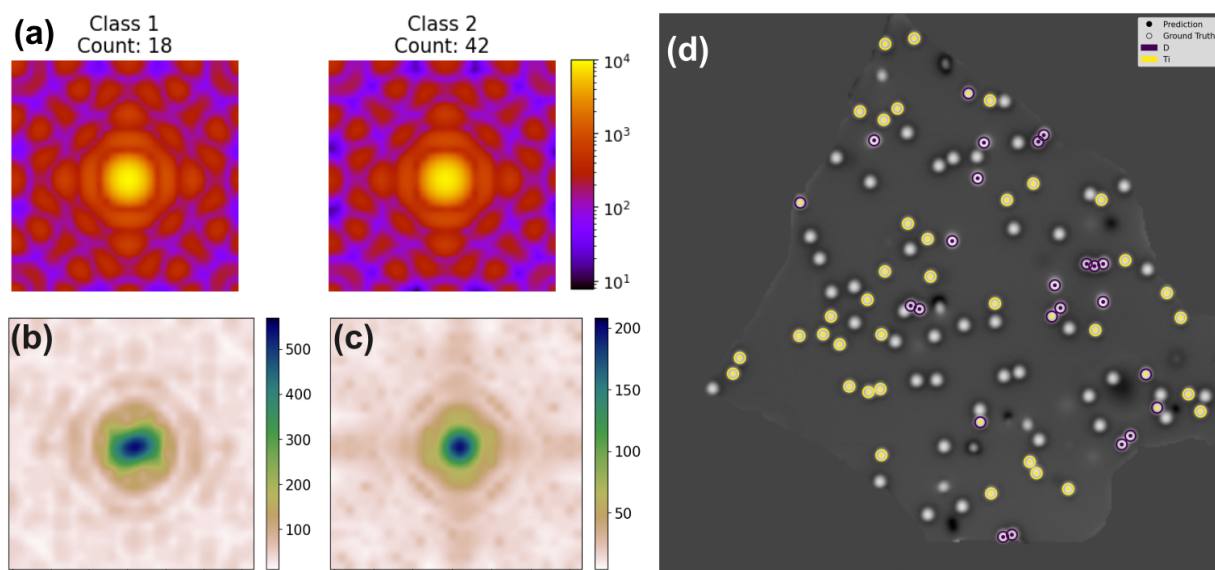 (a)
Class 1
Count: 18
Class 2
Count: 42
10⁴
10³
10²
10¹
(b)
500
400
300
200
100
(c)
200
150
100
50
(d)
Prediction
Ground Truth
D
Ti